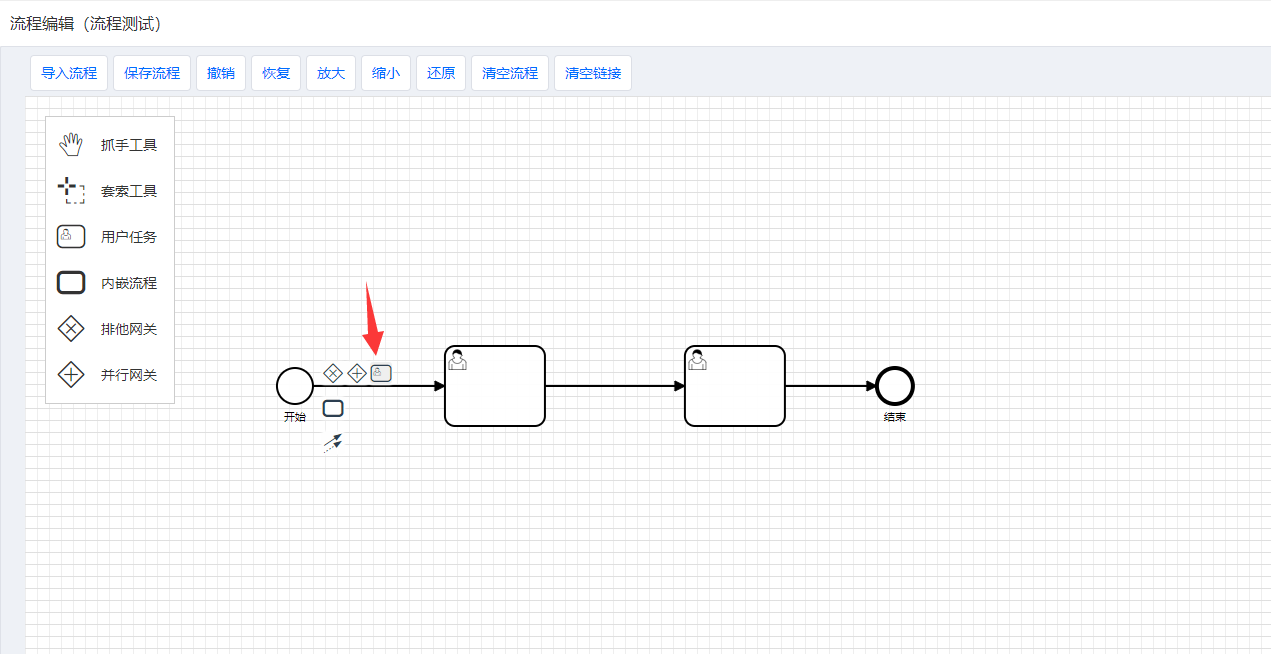 流程编辑（流程测试）
导入流程 保存流程 撤销 恢复 放大 缩小 还原 清空流程 清空链接
抓手工具
套索工具
用户任务
内嵌流程
排他网关
并行网关
开始
结束